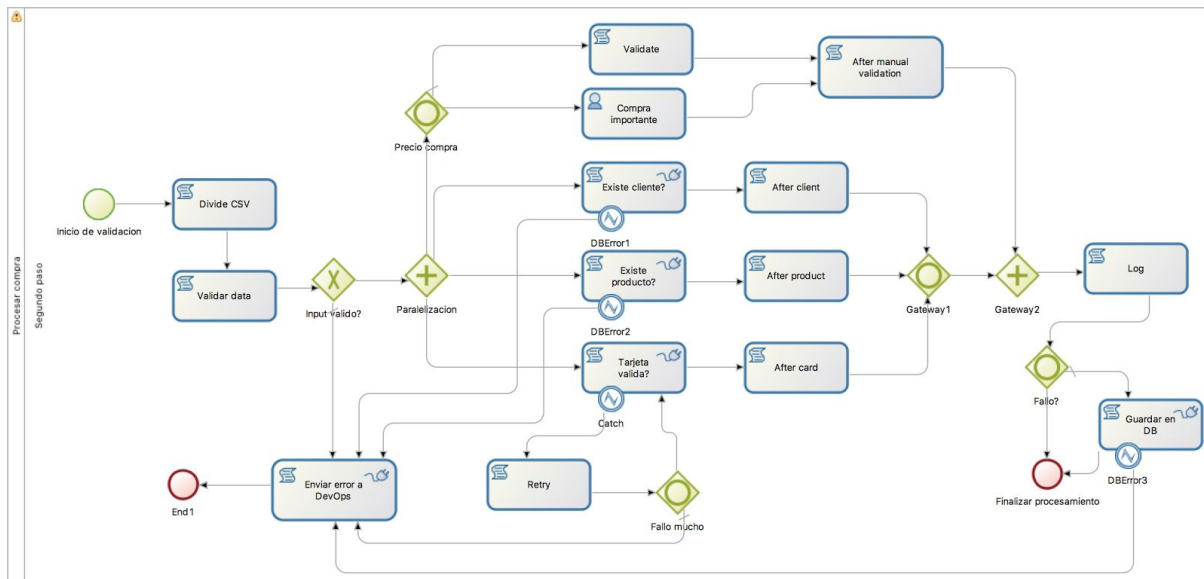 Procesar compra
Segundo paso
Inicio de validacion
Divide CSV
Validar data
Input valido?
Paralelizacion
Precio compra
Validate
Compra
importante
After manual
validation
Existe cliente?
DBError1
After client
Existe
producto?
DBError2
After product
Tarjeta
valida?
Catch
After card
Gateway1
Gateway2
Log
Fallo?
Guardar en
DB
DBError3
Finalizar procesamiento
Retry
Fallo mucho
Enviar error a
DevOps
End1